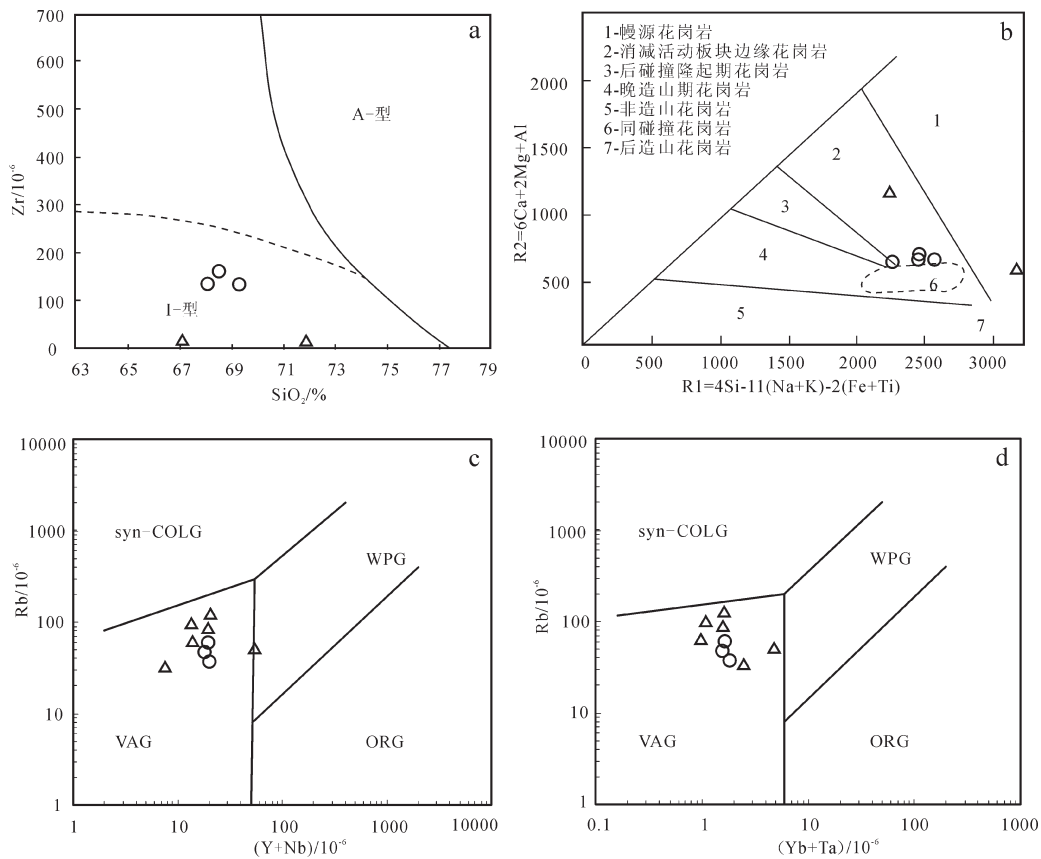 700
600
500
400
300
200
100
0
Zr/10⁻⁶
a
A-型
I-型
63 65 67 69 71 73 75 77 79
SiO₂/%
b
1-幔源花岗岩
2-消减活动板块边缘花岗岩
3-后碰撞隆起期花岗岩
4-晚造山期花岗岩
5-非造山花岗岩
6-同碰撞花岗岩
7-后造山花岗岩
2000
1500
1000
500
R2=6Ca+2Mg+Al
1
2
3
4
5
6
7
0 500 1000 1500 2000 2500 3000
R1=4Si-11(Na+K)-2(Fe+Ti)
10000
1000
100
10
1
Rb/10⁻⁶
c
syn-COLG
WPG
VAG
ORG
1 10 100 1000 10000
(Y+Nb)/10⁻⁶
10000
1000
100
10
1
Rb/10⁻⁶
d
syn-COLG
WPG
VAG
ORG
0.1 1 10 100 1000
(Yb+Ta)/10⁻⁶